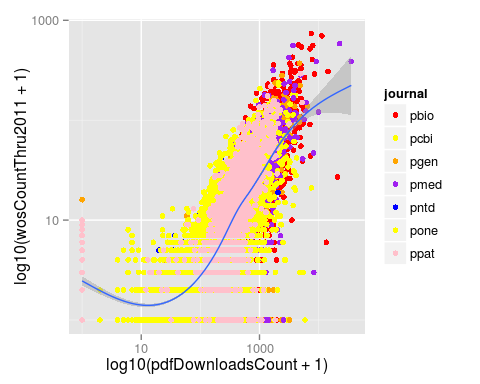 1000
10
log10(wosCountThru2011 + 1)
10
1000
log10(pdfDownloadsCount + 1)
journal
pbio
pcbi
pgen
pmed
pntd
pone
ppat